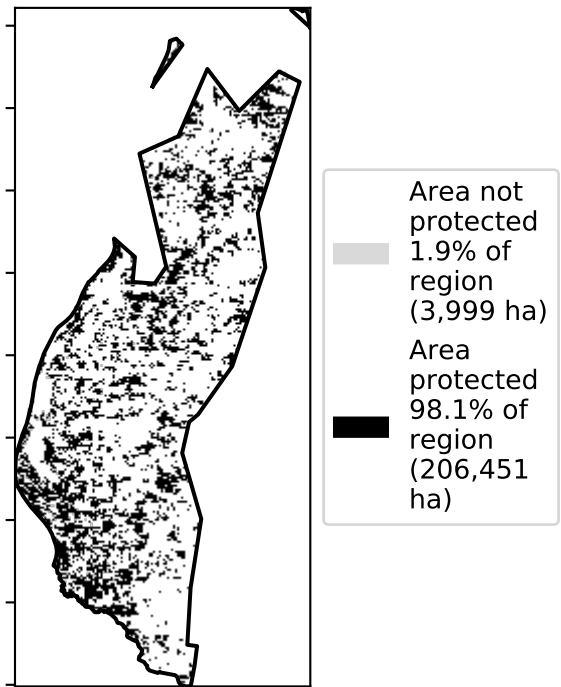 Area not
protected
1.9% of
region
(3,999 ha)
Area
protected
98.1% of
region
(206,451
ha)